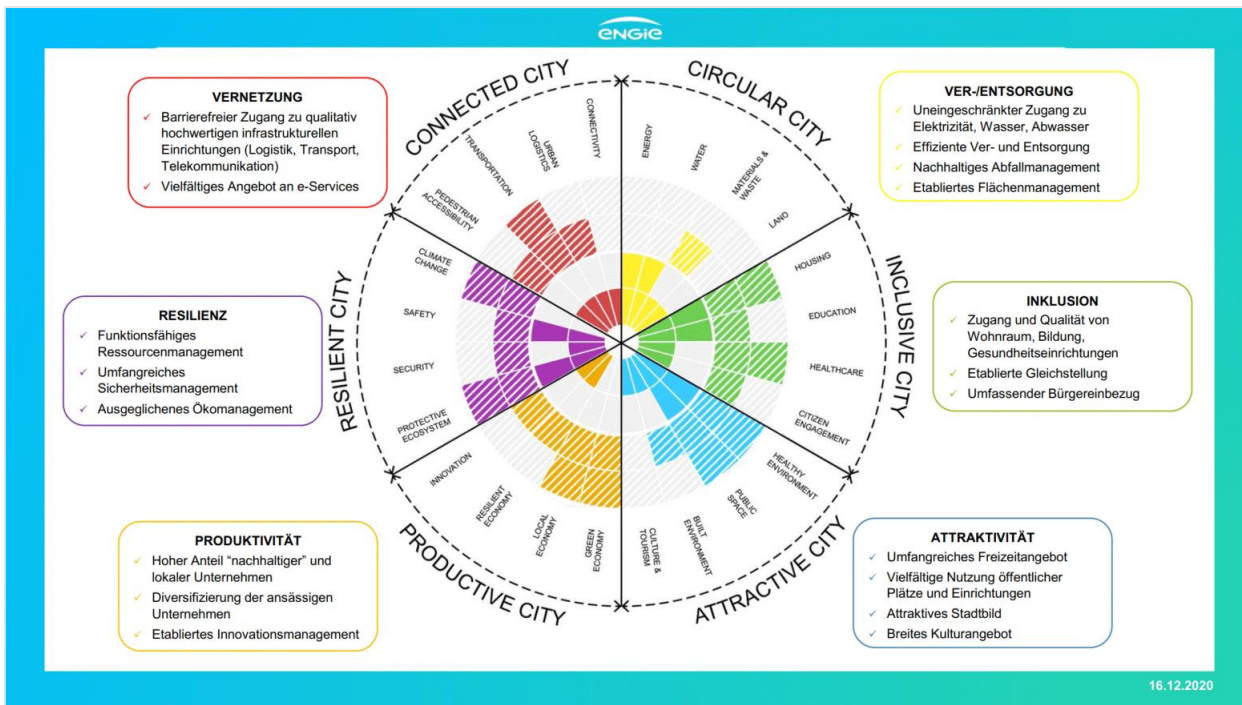 ENGIE
CONNECTED CITY
CIRCULAR CITY
INCLUSIVE CITY
ATTRACTIVE CITY
PRODUCTIVE CITY
RESILIENT CITY
VERNETZUNG
✓ Barrierefreier Zugang zu qualitativ
hochwertigen infrastrukturellen
Einrichtungen (Logistik, Transport,
Telekommunikation)
✓ Vielfältiges Angebot an e-Services
VER-/ENTSORGUNG
✓ Uneingeschränkter Zugang zu
Elektrizität, Wasser, Abwasser
✓ Effiziente Ver- und Entsorgung
✓ Nachhaltiges Abfallmanagement
✓ Etabliertes Flächenmanagement
RESILIENZ
✓ Funktionsfähiges
Ressourcenmanagement
✓ Umfangreiches
Sicherheitsmanagement
✓ Ausgeglichenes Ökomanagement
INKLUSION
✓ Zugang und Qualität von
Wohnraum, Bildung,
Gesundheitseinrichtungen
✓ Etablierte Gleichstellung
✓ Umfassender Bürgereinbezug
PRODUKTIVITÄT
✓ Hoher Anteil “nachhaltiger” und
lokaler Unternehmen
✓ Diversifizierung der ansässigen
Unternehmen
✓ Etabliertes Innovationsmanagement
ATTRAKTIVITÄT
✓ Umfangreiches Freizeitangebot
✓ Vielfältige Nutzung öffentlicher
Plätze und Einrichtungen
✓ Attraktives Stadtbild
✓ Breites Kulturangebot
PEDESTRIAN
ACCESSIBILITY
TRANSPORTATION
URBAN
LOGISTICS
CONNECTIVITY
ENERGY
WATER
MATERIALS &
WASTE
LAND
HOUSING
EDUCATION
HEALTHCARE
CITIZEN
ENGAGEMENT
HEALTHY
ENVIRONMENT
PUBLIC
SPACE
BUILT
ENVIRONMENT
CULTURE &
TOURISM
GREEN
ECONOMY
LOCAL
ECONOMY
RESILIENT
ECONOMY
INNOVATION
PROTECTIVE
ECOSYSTEM
SECURITY
SAFETY
CLIMATE
CHANGE
16.12.2020